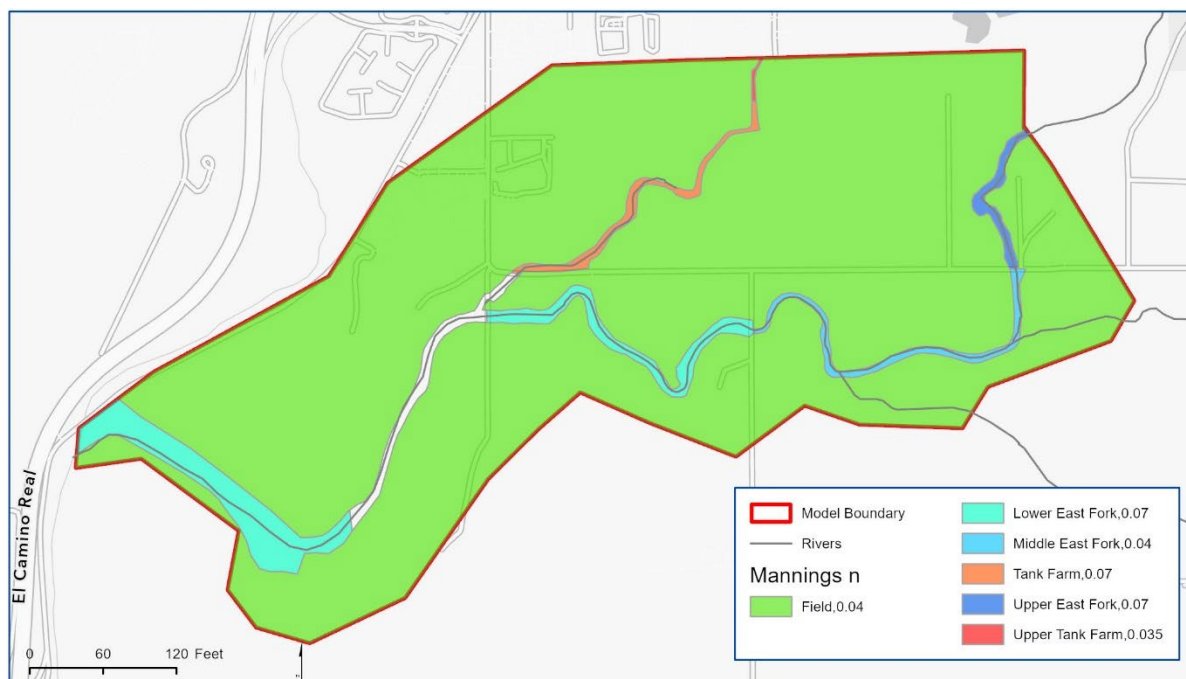 El Camino Real
0 60 120 Feet
Model Boundary
Rivers
Mannings n
Field,0.04
Lower East Fork,0.07
Middle East Fork,0.04
Tank Farm,0.07
Upper East Fork,0.07
Upper Tank Farm,0.035